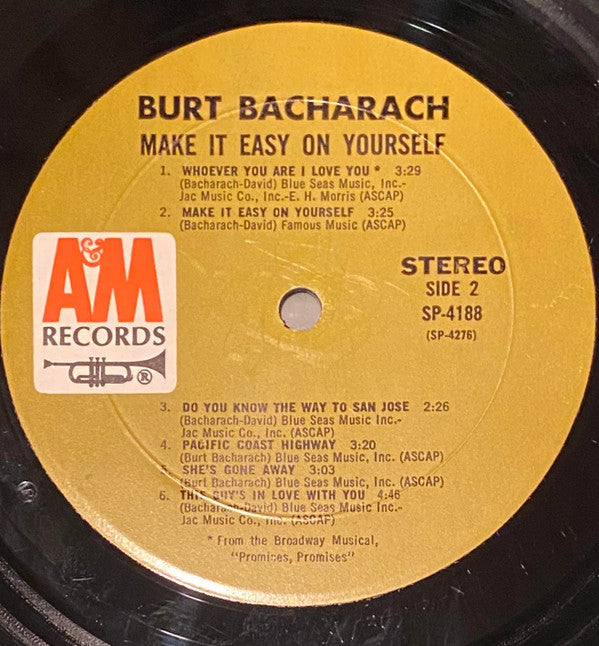 BURT BACHARACH
MAKE IT EASY ON YOURSELF
1. WHOEVER YOU ARE I LOVE YOU * 3:29
(Bacharach-David) Blue Seas Music, Inc.-
Jac Music Co., Inc.-E. H. Morris (ASCAP)
2. MAKE IT EASY ON YOURSELF 3:25
(Bacharach-David) Famous Music (ASCAP)
A&M
RECORDS
®
STEREO
SIDE 2
SP-4188
(SP-4276)
3. DO YOU KNOW THE WAY TO SAN JOSE 2:26
(Bacharach-David) Blue Seas Music Inc.-
Jac Music Co., Inc. (ASCAP)
4. PACIFIC COAST HIGHWAY 3:20
(Burt Bacharach) Blue Seas Music, Inc. (ASCAP)
5. SHE'S GONE AWAY 3:03
(Burt Bacharach) Blue Seas Music, Inc. (ASCAP)
6. THIS GUY'S IN LOVE WITH YOU 4:46
(Bacharach-David) Blue Seas Music, Inc.-
Jac Music Co., Inc. (ASCAP)
* From the Broadway Musical,
"Promises, Promises"